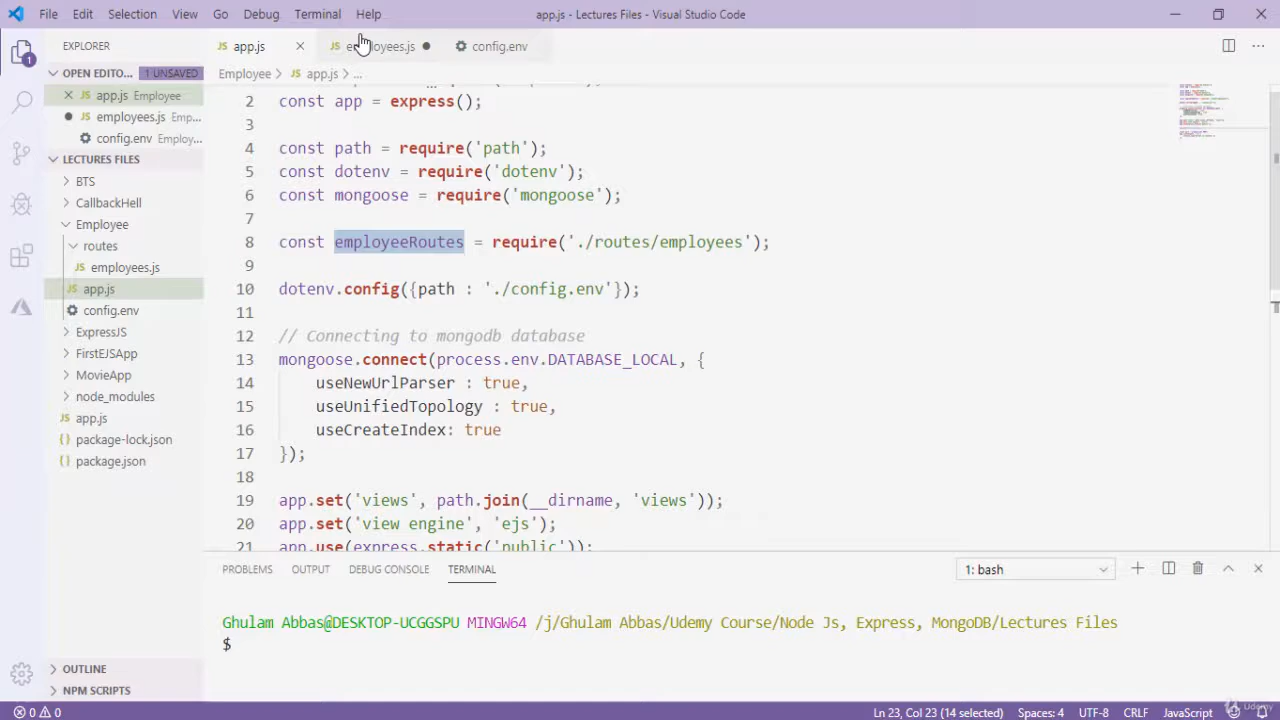 File Edit Selection View Go Debug Terminal Help app.js - Lectures Files - Visual Studio Code
EXPLORER
OPEN EDITO... 1 UNSAVED
app.js Employee
employees.js Emp...
config.env Employ...
LECTURES FILES
BTS
CallbackHell
Employee
routes
employees.js
app.js
config.env
ExpressJS
FirstEJSApp
MovieApp
node_modules
app.js
package-lock.json
package.json
OUTLINE
NPM SCRIPTS
JS app.js JS config.env
Employee > JS app.js > ...
2 const app = express();
3
4 const path = require('path');
5 const dotenv = require('dotenv');
6 const mongoose = require('mongoose');
7
8 const employeeRoutes = require('./routes/employees');
9
10 dotenv.config({path : './config.env'});
11
12 // Connecting to mongodb database
13 mongoose.connect(process.env.DATABASE_LOCAL, {
14 useNewUrlParser : true,
15 useUnifiedTopology : true,
16 useCreateIndex: true
17 });
18
19 app.set('views', path.join(__dirname, 'views'));
20 app.set('view engine', 'ejs');
21 app.use(express.static('public'));
PROBLEMS OUTPUT DEBUG CONSOLE TERMINAL 1: bash
Ghulam Abbas@DESKTOP-UCGGSPU MINGW64 /j/Ghulam Abbas/Udemy Course/Node Js, Express, MongoDB/Lectures Files
$
0 0 Ln 23, Col 23 (14 selected) Spaces: 4 UTF-8 CRLF JavaScript
Udemy